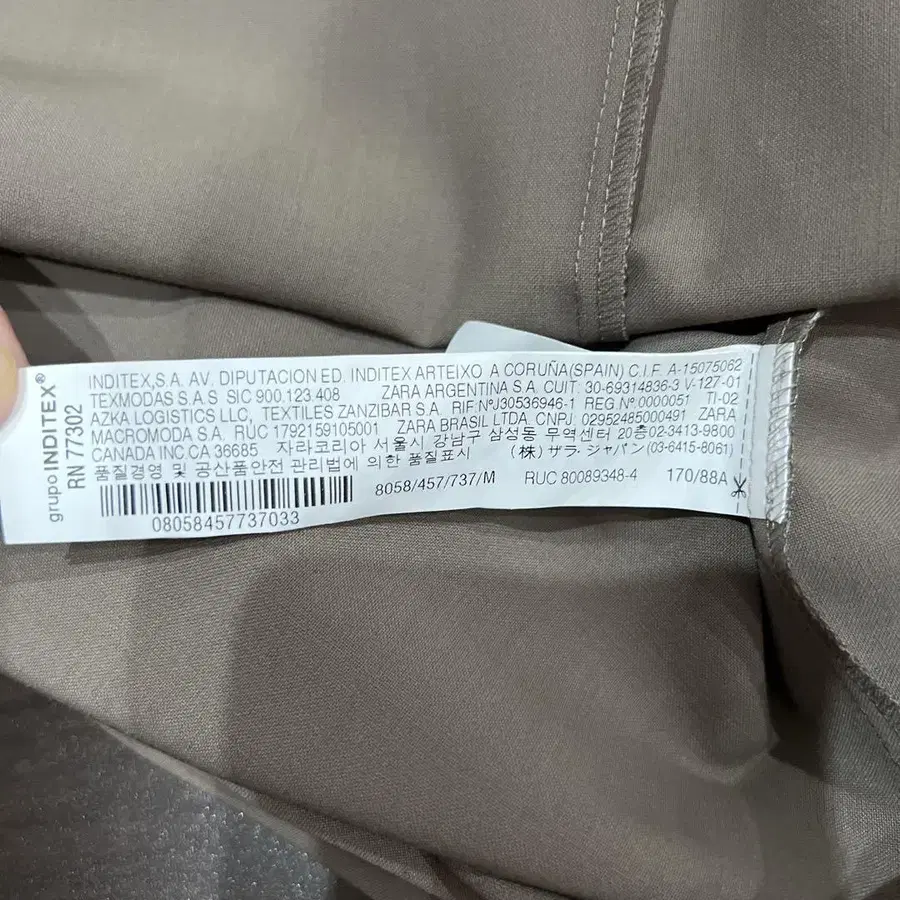 grupo INDITEX®
RN 77302
INDITEX,S.A. AV. DIPUTACION ED. INDITEX ARTEIXO A CORUÑA(SPAIN) C.I.F. A-15075062
TEXMODAS S.A.S SIC 900.123.408 ZARA ARGENTINA S.A. CUIT: 30-69314836-3 V-127-01
AZKA LOGISTICS LLC, TEXTILES ZANZIBAR S.A. RIF.NºJ30536946-1 REG Nº 0000051 TI-02
MACROMODA S.A. RUC 1792159105001 ZARA BRASIL LTDA. CNPJ. 02952485000491 ZARA
CANADA INC.CA 36685 자라코리아 서울시 강남구 삼성동 무역센터 20층02-3413-9800
품질경영 및 공산품안전 관리법에 의한 품질표시 (株) ザラ・ジャパン (03-6415-8061)
8058/457/737/M RUC 80089348-4 170/88A
08058457737033